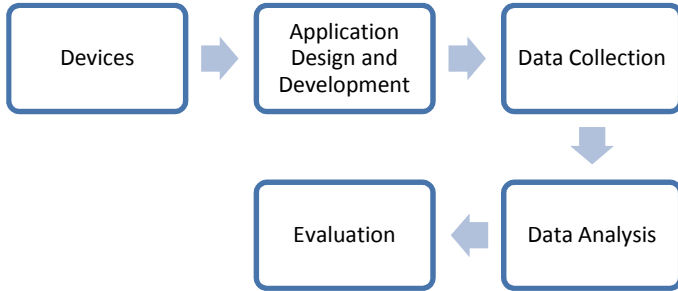 Devices
Application
Design and
Development
Data Collection
Data Analysis
Evaluation